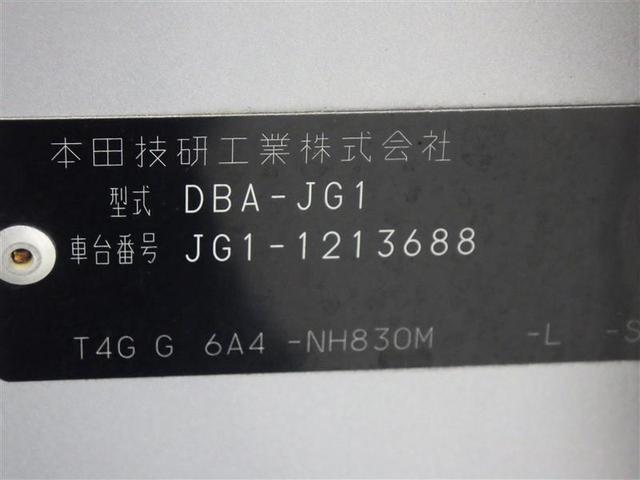 本田技研工業株式会社
型式 DBA-JG1
車台番号 JG1-1213688
T4G G 6A4 -NH830M -L -S